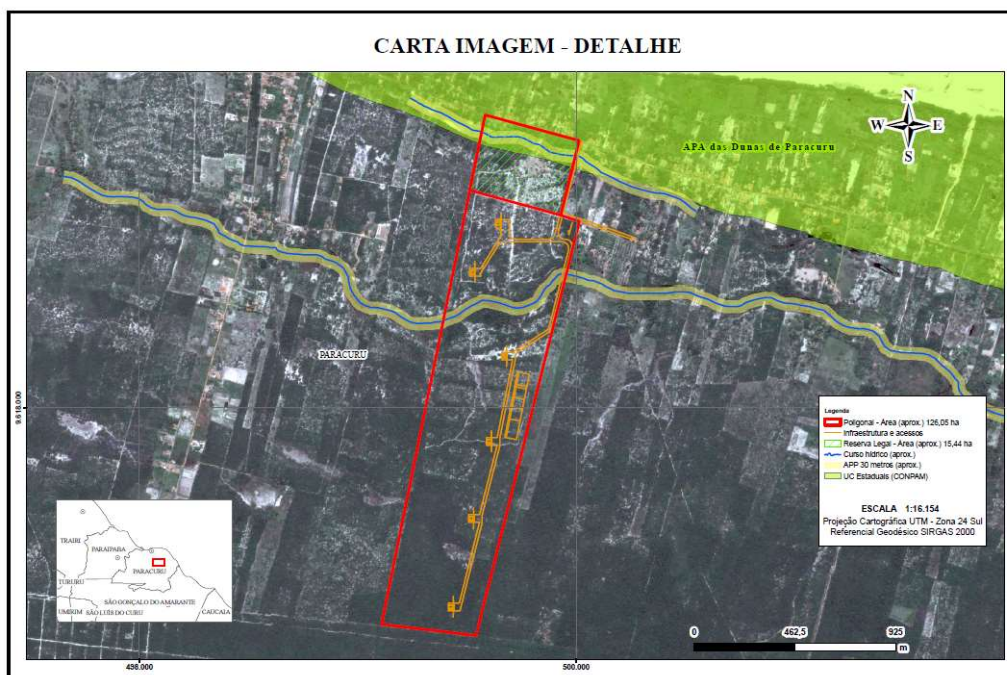 CARTA IMAGEM - DETALHE
N
W E
S
APA das Dunas de Paracuru
PARACURU
9.618.000
Legenda
Poligonal - Área (aprox.) 126,05 ha
Infraestrutura e acessos
Reserva Legal - Área (aprox.) 15,44 ha
Curso hídrico (aprox.)
APP 30 metros (aprox.)
UC Estaduais (CONPAM)
ESCALA 1:16.154
Projeção Cartográfica UTM - Zona 24 Sul
Referencial Geodésico SIRGAS 2000
TRAIRI
PARAIPABA
PARACURU
TURURU
SÃO GONÇALO DO AMARANTE
UMIRIM
SÃO LUÍS DO CURU
CAUCAIA
0 462,5 925
m
498.000
500.000